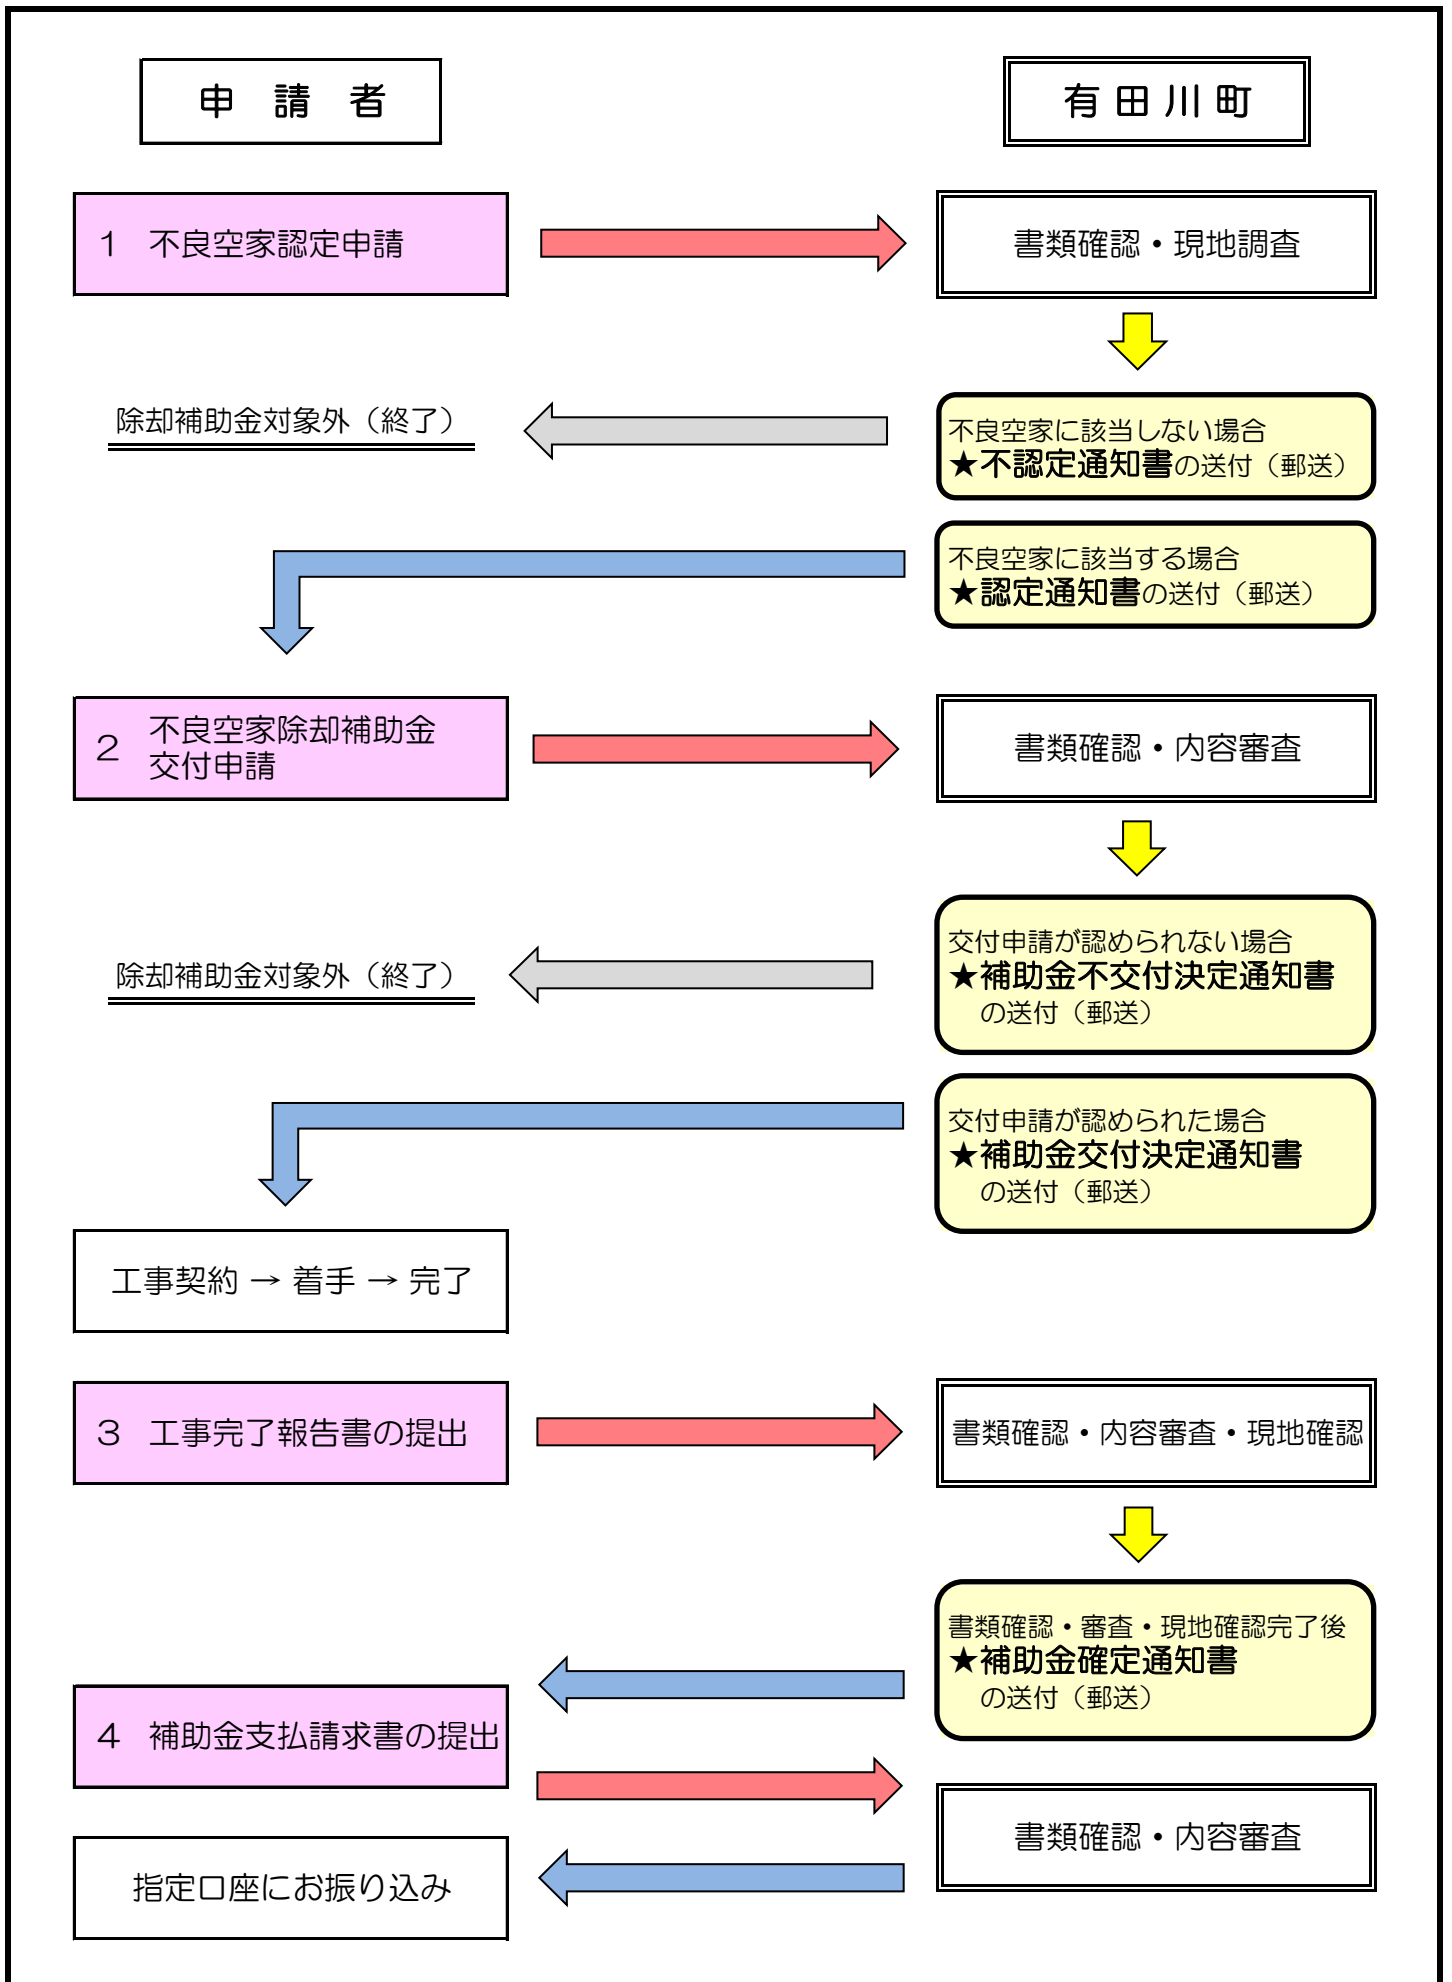 申 請 者
有田川町
1 不良空家認定申請
書類確認・現地調査
除却補助金対象外（終了）
不良空家に該当しない場合
★不認定通知書の送付（郵送）
不良空家に該当する場合
★認定通知書の送付（郵送）
2 不良空家除却補助金
交付申請
書類確認・内容審査
除却補助金対象外（終了）
交付申請が認められない場合
★補助金不交付決定通知書
の送付（郵送）
交付申請が認められた場合
★補助金交付決定通知書
の送付（郵送）
工事契約 → 着手 → 完了
3 工事完了報告書の提出
書類確認・内容審査・現地確認
書類確認・審査・現地確認完了後
★補助金確定通知書
の送付（郵送）
4 補助金支払請求書の提出
書類確認・内容審査
指定口座にお振り込み